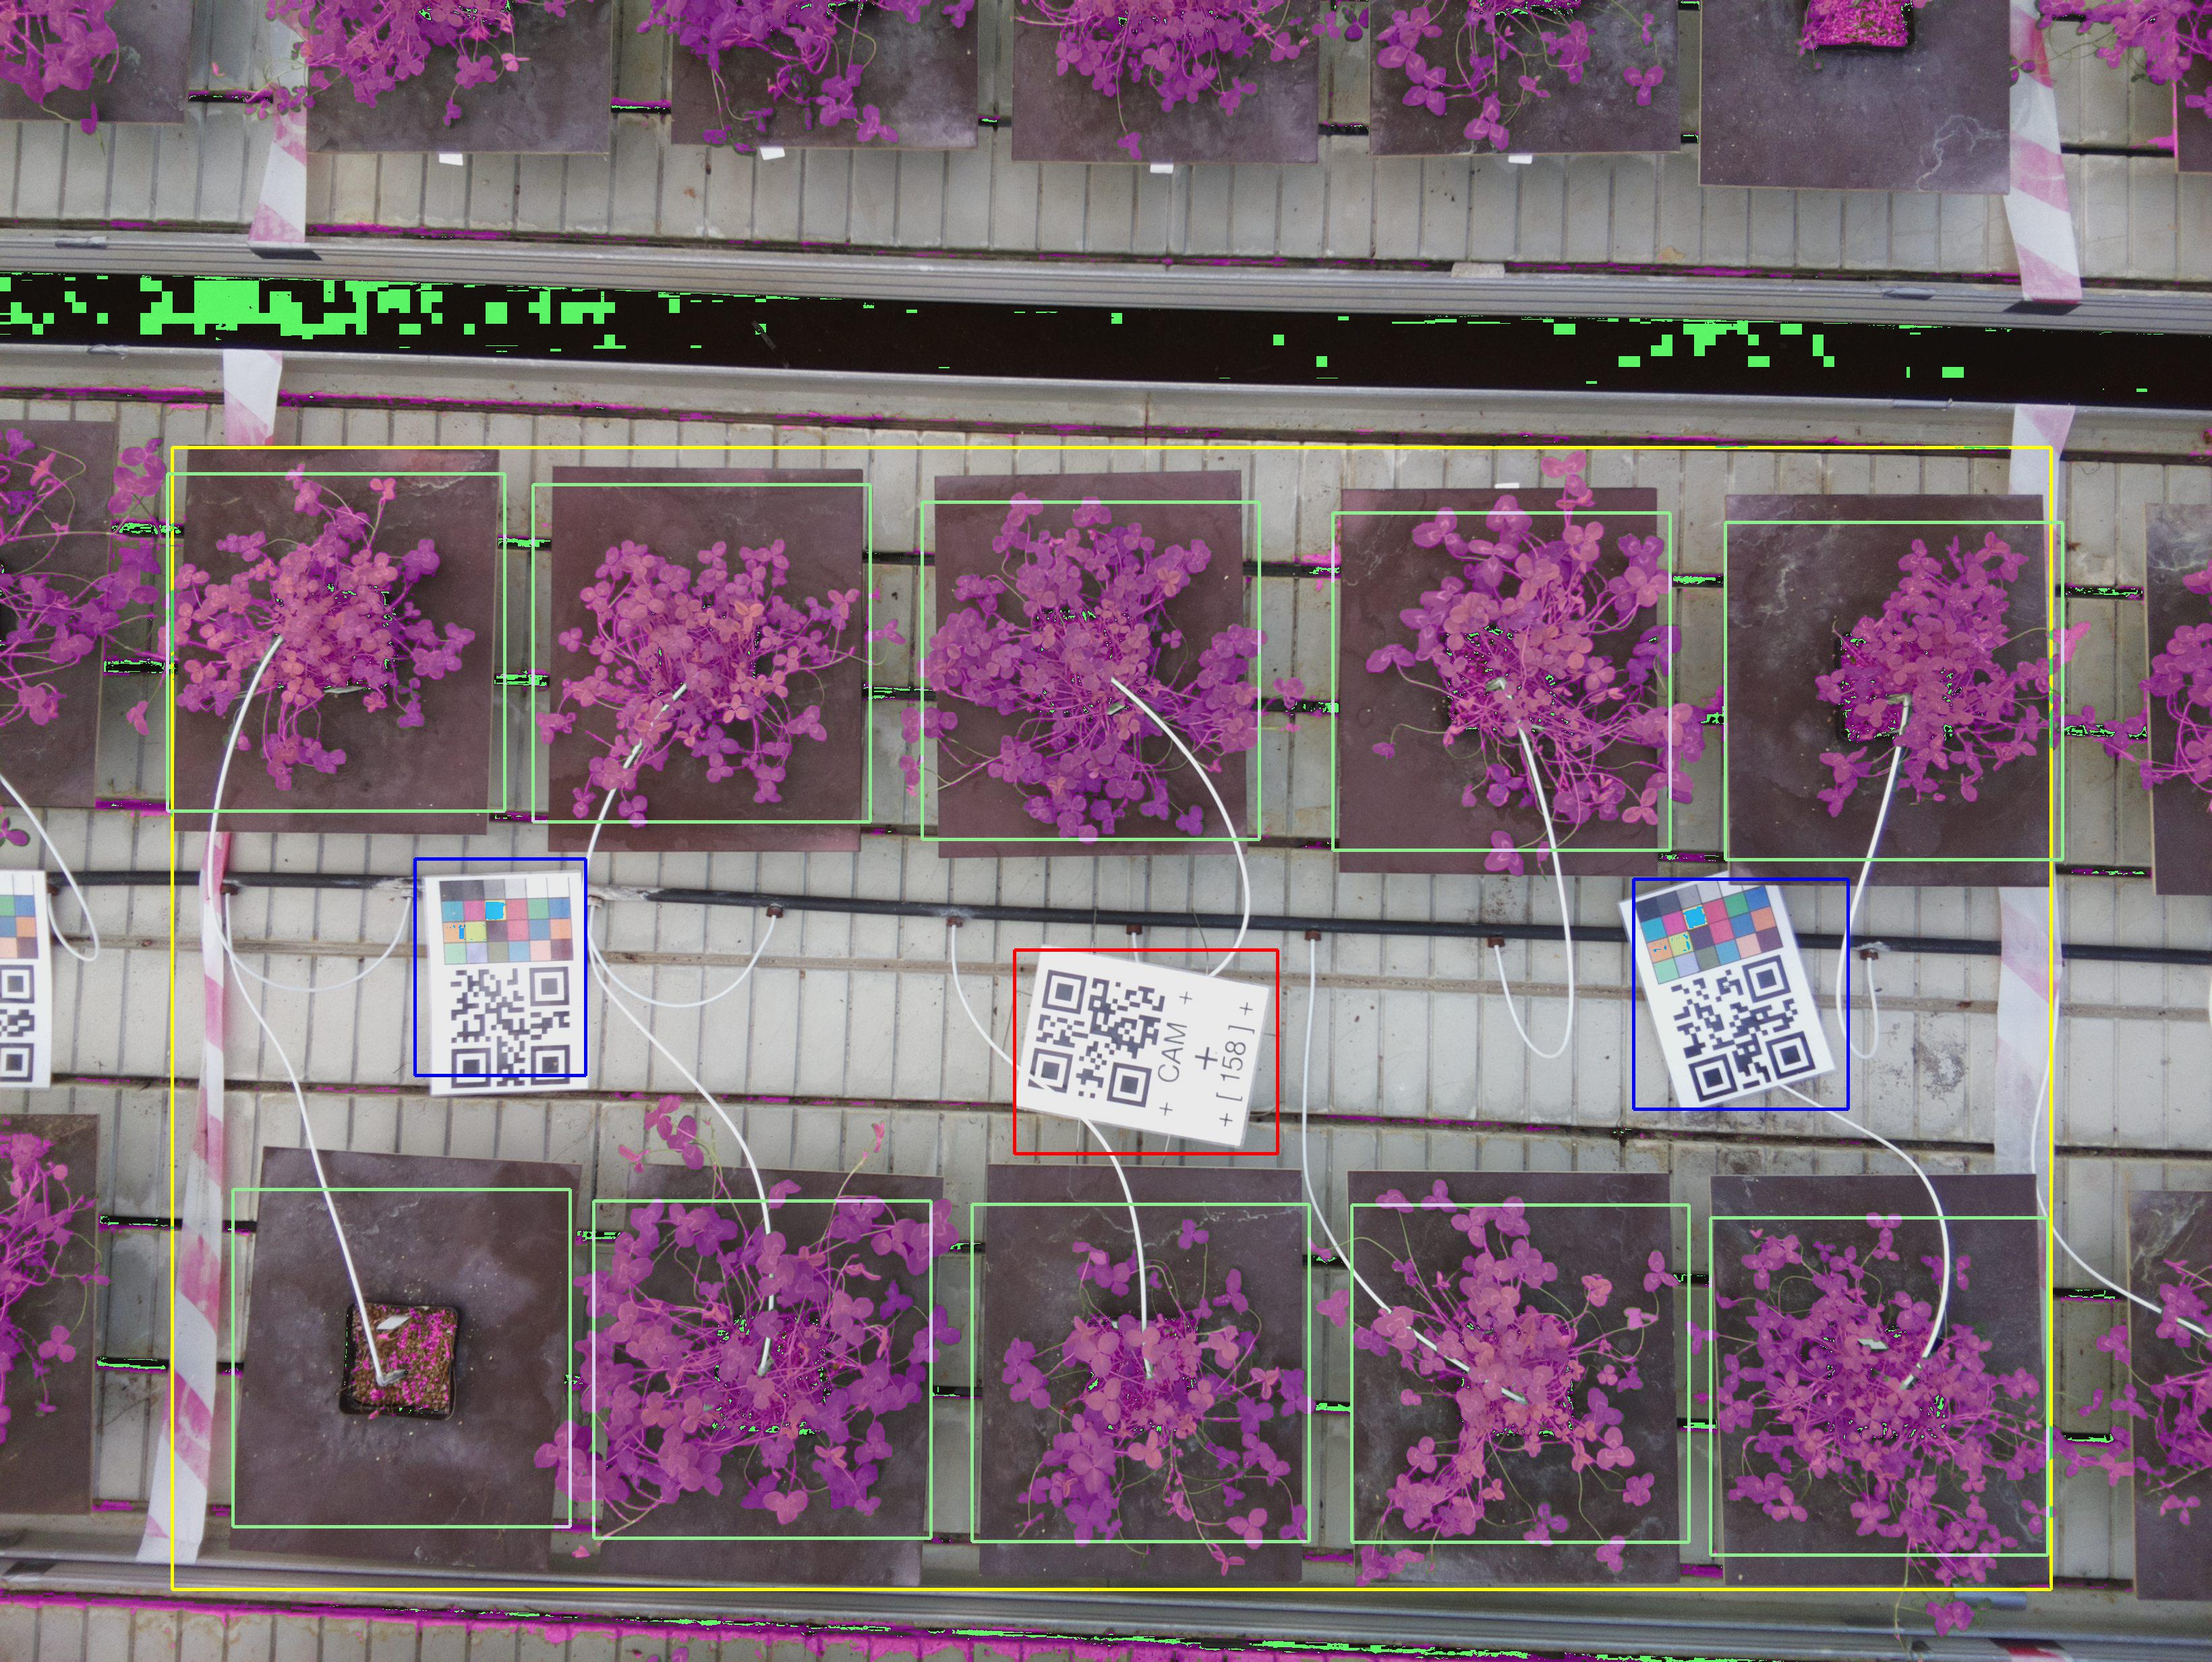 + CAM +
+
+ [ 158 ] +